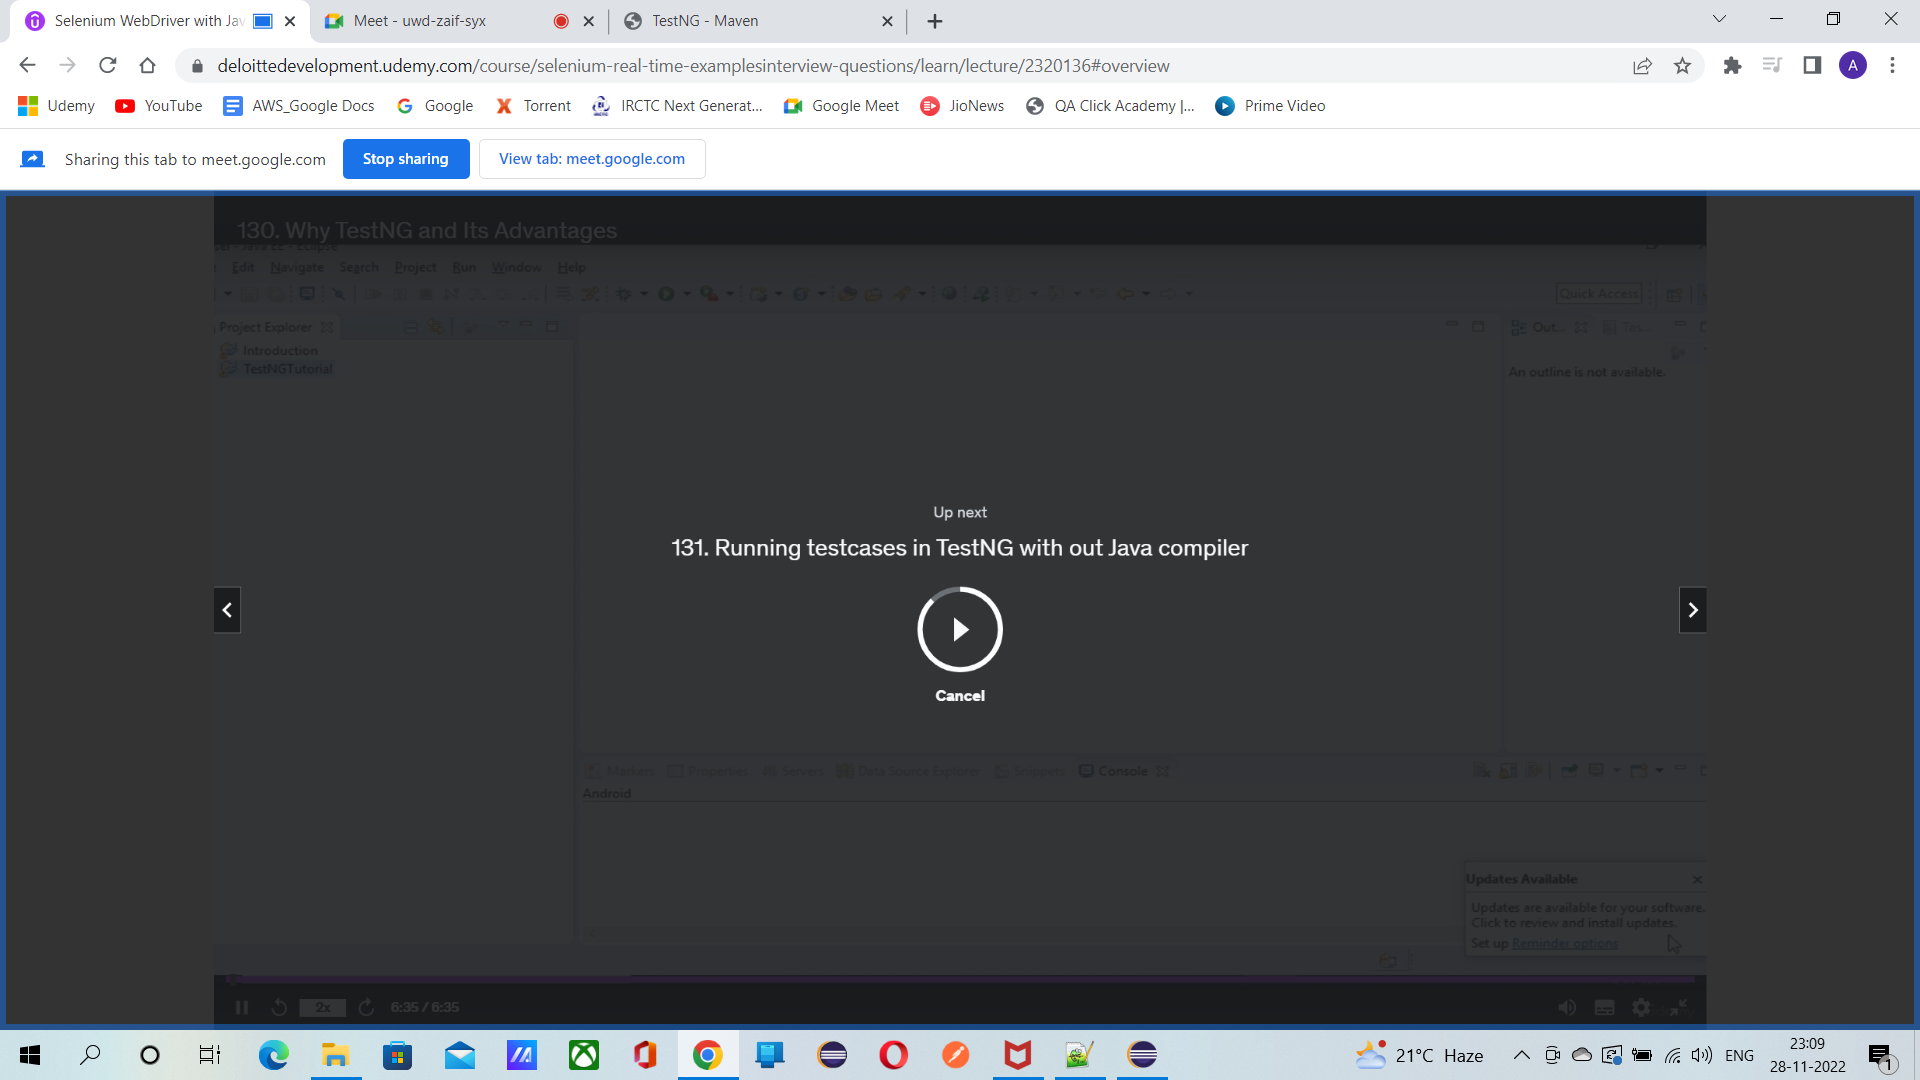 Selenium WebDriver with Jav
Meet - uwd-zaif-syx
TestNG - Maven
deloittedevelopment.udemy.com/course/selenium-real-time-examplesinterview-questions/learn/lecture/2320136#overview
A
Udemy
YouTube
AWS_Google Docs
Google
Torrent
IRCTC Next Generat...
Google Meet
JioNews
QA Click Academy |...
Prime Video
Sharing this tab to meet.google.com
Stop sharing
View tab: meet.google.com
130. Why TestNG and Its Advantages
Edit Navigate Search Project Run Window Help
Quick Access
Project Explorer
Out...
Introduction
TestNGTutorial
An outline is not available.
Up next
131. Running testcases in TestNG with out Java compiler
Cancel
Markers Properties Servers Data Source Explorer Snippets Console
Android
Updates Available
Updates are available for your software.
Click to review and install updates.
Set up Reminder options
2x
6:35 / 6:35
21°C Haze
ENG
23:09
28-11-2022
1